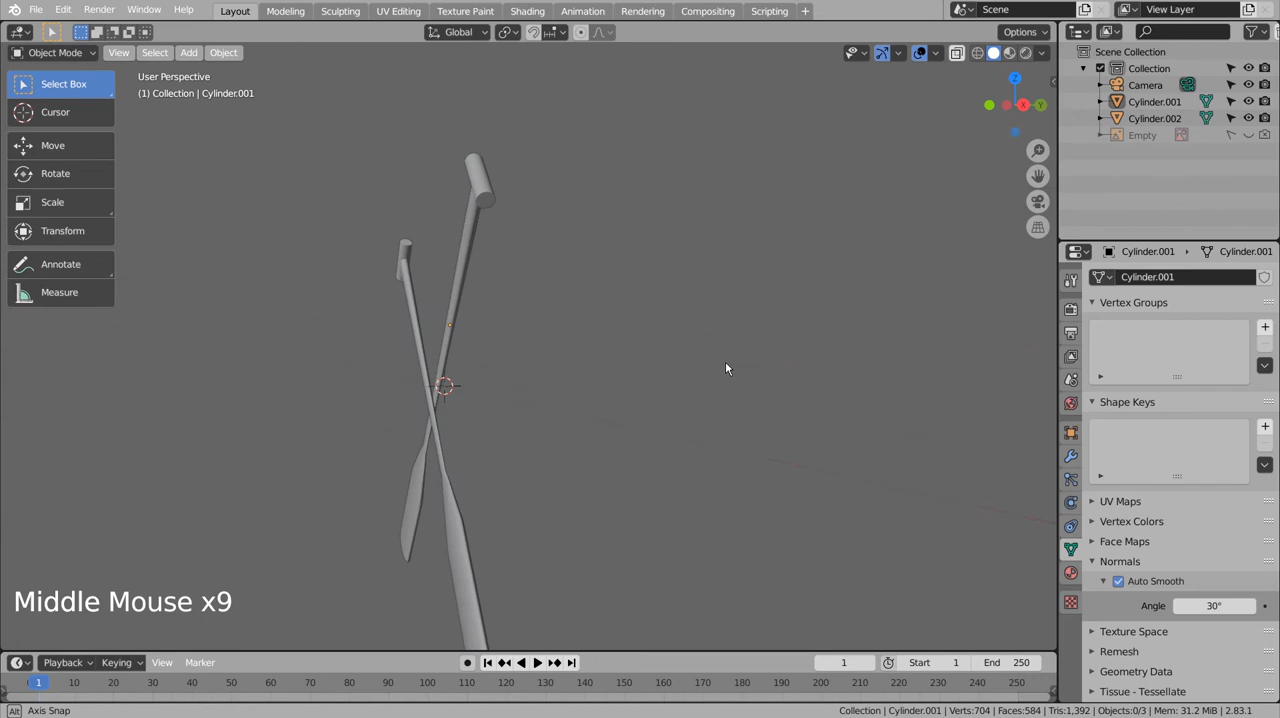 File Edit Render Window Help Layout Modeling Sculpting UV Editing Texture Paint Shading Animation Rendering Compositing Scripting + Scene View Layer
Global Options
Object Mode View Select Add Object
User Perspective
(1) Collection | Cylinder.001
Select Box
Cursor
Move
Rotate
Scale
Transform
Annotate
Measure
Z
X
Y
Scene Collection
Collection
Camera
Cylinder.001
Cylinder.002
Empty
Cylinder.001 Cylinder.001
Cylinder.001
Vertex Groups
Shape Keys
UV Maps
Vertex Colors
Face Maps
Normals
Auto Smooth
Angle 30°
Texture Space
Remesh
Geometry Data
Tissue - Tessellate
Middle Mouse x9
Playback Keying View Marker 1 Start 1 End 250
1 10 20 30 40 50 60 70 80 90 100 110 120 130 140 150 160 170 180 190 200 210 220 230 240 250
Alt Axis Snap Collection | Cylinder.001 | Verts:704 | Faces:584 | Tris:1,392 | Objects:0/3 | Mem: 31.2 MiB | 2.83.1